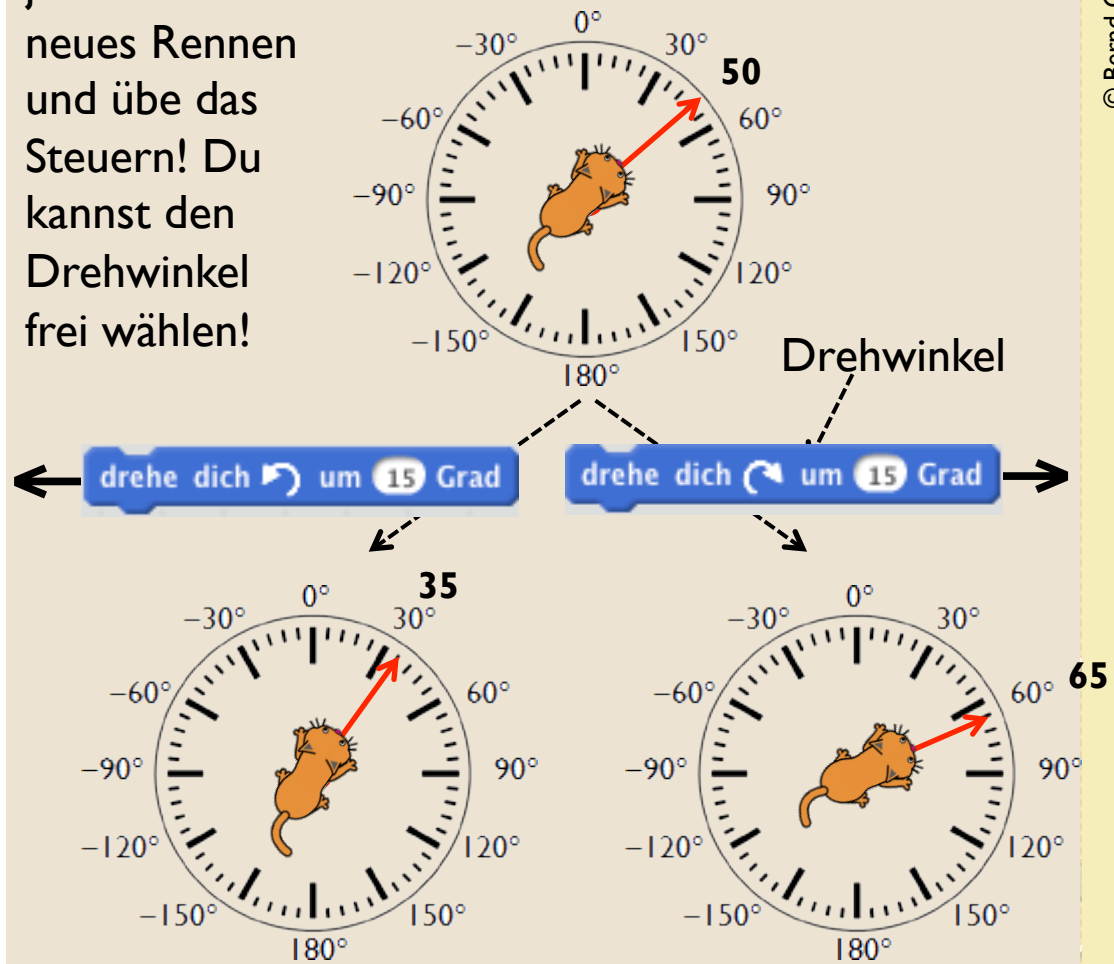 neues Rennen
und übe das
Steuern! Du
kannst den
Drehwinkel
frei wählen!
0°
−30° 30°
50
−60° 60°
−90° 90°
−120° 120°
−150° 150°
180°
Drehwinkel
drehe dich um 15 Grad
drehe dich um 15 Grad
35
0°
−30° 30°
−60° 60°
−90° 90°
−120° 120°
−150° 150°
180°
0°
−30° 30°
65
−60° 60°
−90° 90°
−120° 120°
−150° 150°
180°
© Bernd